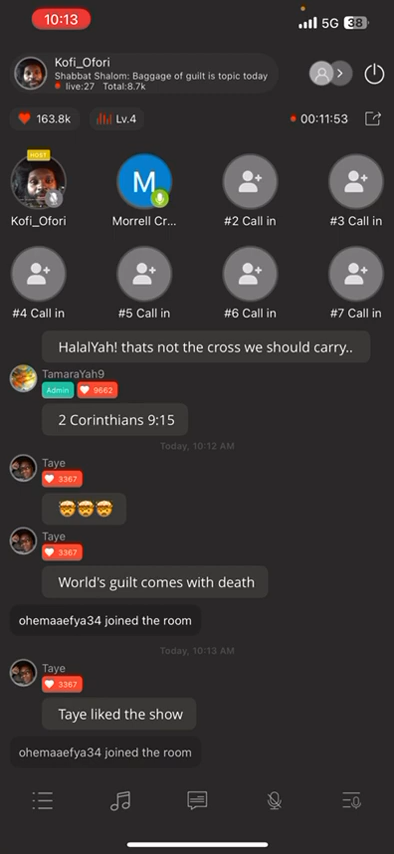 10:13
5G 38
Kofi_Ofori
Shabbat Shalom: Baggage of guilt is topic today
live:27 Total:8.7k
163.8k
Lv.4
00:11:53
HOST
M
Kofi_Ofori
Morrell Cr...
#2 Call in
#3 Call in
#4 Call in
#5 Call in
#6 Call in
#7 Call in
HalalYah! thats not the cross we should carry..
TamaraYah9
Admin 9662
2 Corinthians 9:15
Today, 10:12 AM
Taye
3367
🤯🤯🤯
Taye
3367
World's guilt comes with death
ohemaaefya34 joined the room
Today, 10:13 AM
Taye
3367
Taye liked the show
ohemaaefya34 joined the room